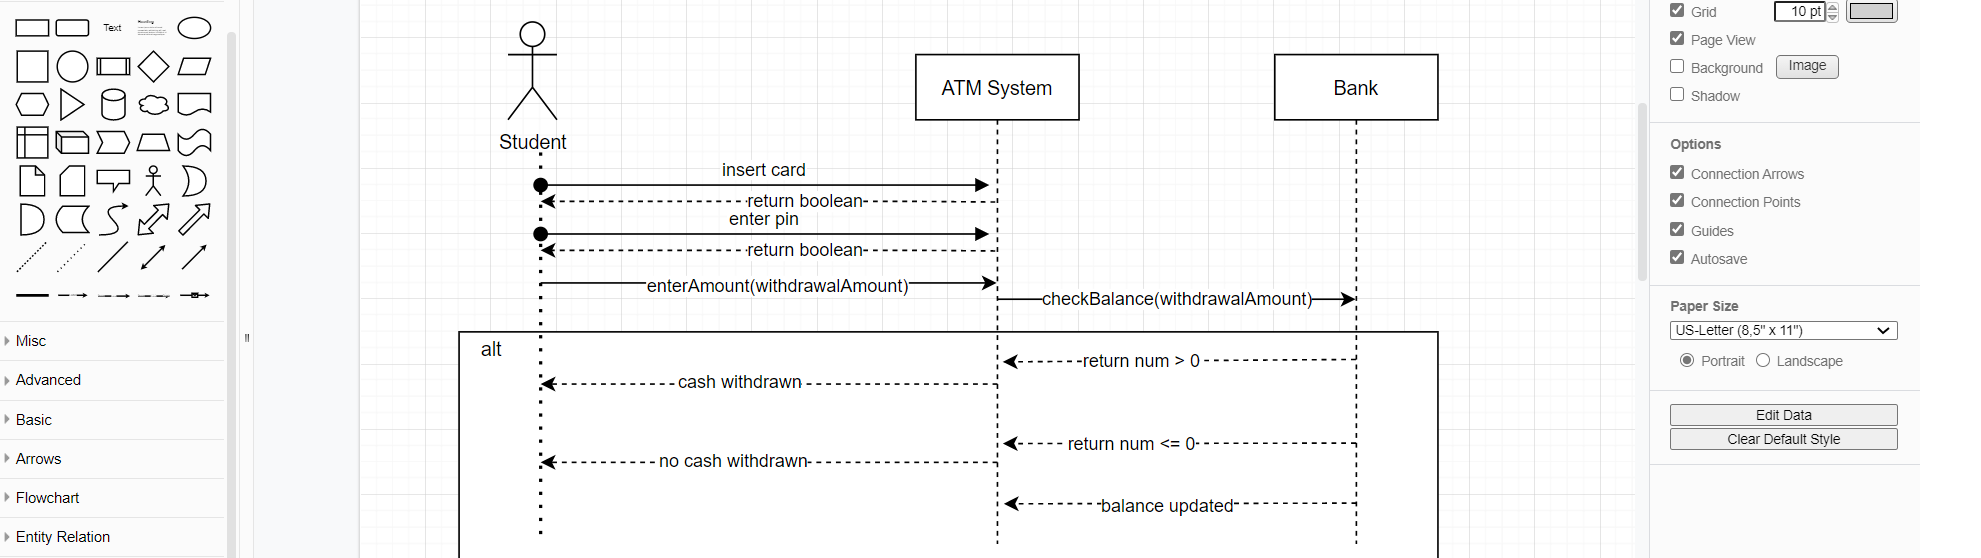 Text
Heading
Misc
Advanced
Basic
Arrows
Flowchart
Entity Relation
Student
ATM System
Bank
insert card
return boolean
enter pin
return boolean
enterAmount(withdrawalAmount)
checkBalance(withdrawalAmount)
alt
return num > 0
cash withdrawn
return num <= 0
no cash withdrawn
balance updated
Grid
10 pt
Page View
Background
Image
Shadow
Options
Connection Arrows
Connection Points
Guides
Autosave
Paper Size
US-Letter (8,5" x 11")
Portrait
Landscape
Edit Data
Clear Default Style